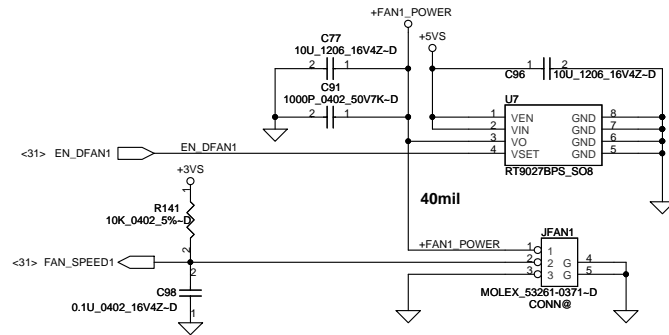 +FAN1_POWER
+5VS
C77
10U_1206_16V4Z~D
2 1
C91
1000P_0402_50V7K~D
2 1
C96
1 2
10U_1206_16V4Z~D
U7
1 VEN GND 8
2 VIN GND 7
3 VO GND 6
4 VSET GND 5
RT9027BPS_SO8
<31> EN_DFAN1
EN_DFAN1
+3VS
1
R141
10K_0402_5%~D
2
40mil
<31> FAN_SPEED1
+FAN1_POWER
JFAN1
1 1
2 2 G 4
3 3 G 5
MOLEX_53261-0371~D
CONN@
2
C98
0.1U_0402_16V4Z~D
1